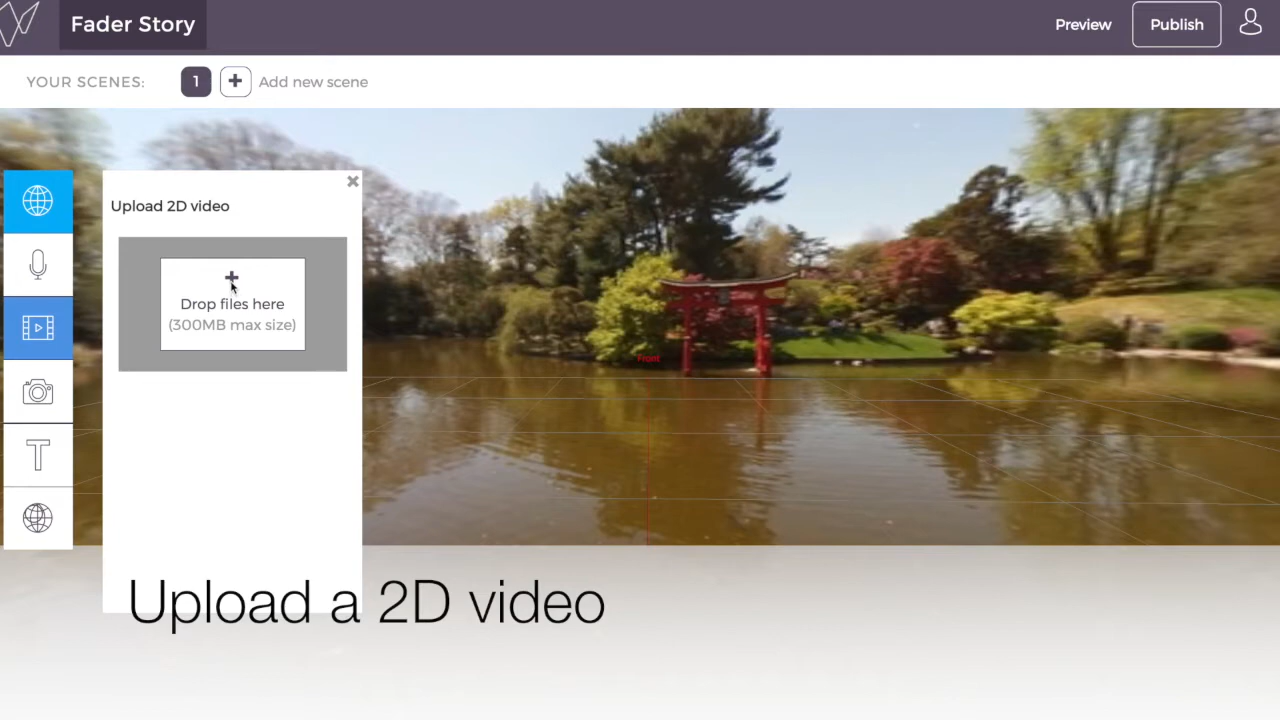 Fader Story
Preview
Publish
YOUR SCENES:
1
Add new scene
Upload 2D video
Drop files here
(300MB max size)
Front
T
Upload a 2D video